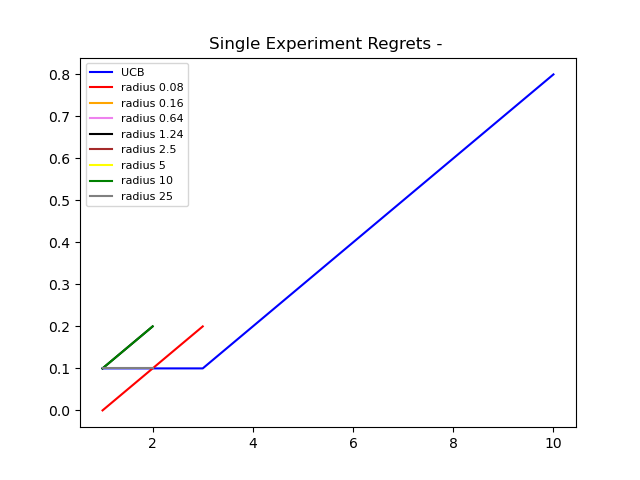 Single Experiment Regrets -
UCB
radius 0.08
radius 0.16
radius 0.64
radius 1.24
radius 2.5
radius 5
radius 10
radius 25
0.8
0.7
0.6
0.5
0.4
0.3
0.2
0.1
0.0
2 4 6 8 10